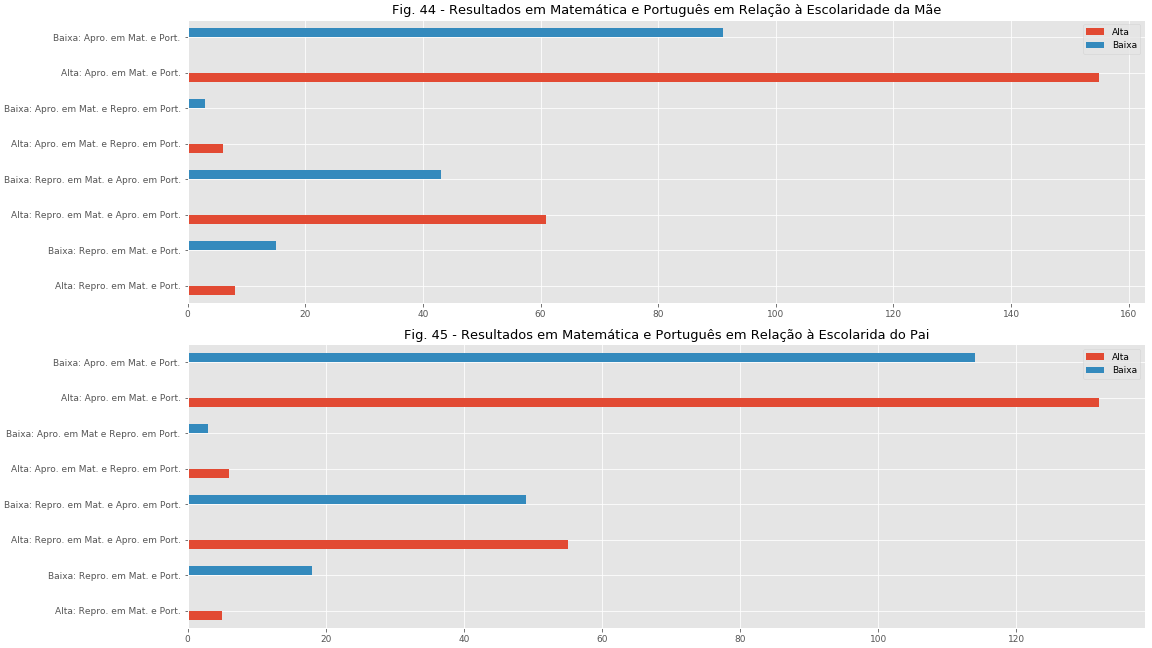 Fig. 44 - Resultados em Matemática e Português em Relação à Escolaridade da Mãe
Baixa: Apro. em Mat. e Port.
Alta: Apro. em Mat. e Port.
Baixa: Apro. em Mat. e Repro. em Port.
Alta: Apro. em Mat. e Repro. em Port.
Baixa: Repro. em Mat. e Apro. em Port.
Alta: Repro. em Mat. e Apro. em Port.
Baixa: Repro. em Mat. e Port.
Alta: Repro. em Mat. e Port.
Alta
Baixa
0 20 40 60 80 100 120 140 160
Fig. 45 - Resultados em Matemática e Português em Relação à Escolarida do Pai
Baixa: Apro. em Mat. e Port.
Alta: Apro. em Mat. e Port.
Baixa: Apro. em Mat e Repro. em Port.
Alta: Apro. em Mat. e Repro. em Port.
Baixa: Repro. em Mat. e Apro. em Port.
Alta: Repro. em Mat. e Apro. em Port.
Baixa: Repro. em Mat. e Port.
Alta: Repro. em Mat. e Port.
Alta
Baixa
0 20 40 60 80 100 120